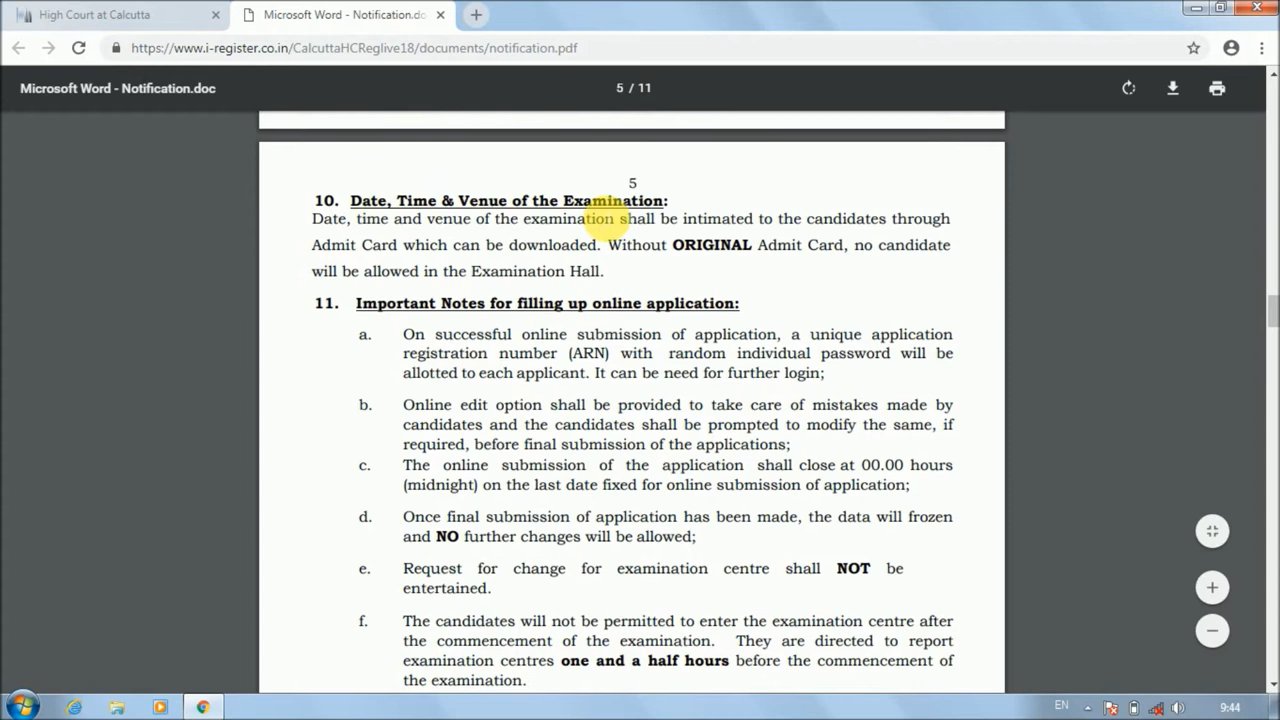 High Court at Calcutta
Microsoft Word - Notification.do
https://www.i-register.co.in/CalcuttaHCReglive18/documents/notification.pdf
Microsoft Word - Notification.doc
5 / 11
5
10. Date, Time & Venue of the Examination:
Date, time and venue of the examination shall be intimated to the candidates through
Admit Card which can be downloaded. Without ORIGINAL Admit Card, no candidate
will be allowed in the Examination Hall.
11. Important Notes for filling up online application:
a. On successful online submission of application, a unique application
registration number (ARN) with random individual password will be
allotted to each applicant. It can be need for further login;
b. Online edit option shall be provided to take care of mistakes made by
candidates and the candidates shall be prompted to modify the same, if
required, before final submission of the applications;
c. The online submission of the application shall close at 00.00 hours
(midnight) on the last date fixed for online submission of application;
d. Once final submission of application has been made, the data will frozen
and NO further changes will be allowed;
e. Request for change for examination centre shall NOT be
entertained.
f. The candidates will not be permitted to enter the examination centre after
the commencement of the examination. They are directed to report
examination centres one and a half hours before the commencement of
the examination.
EN
9:44